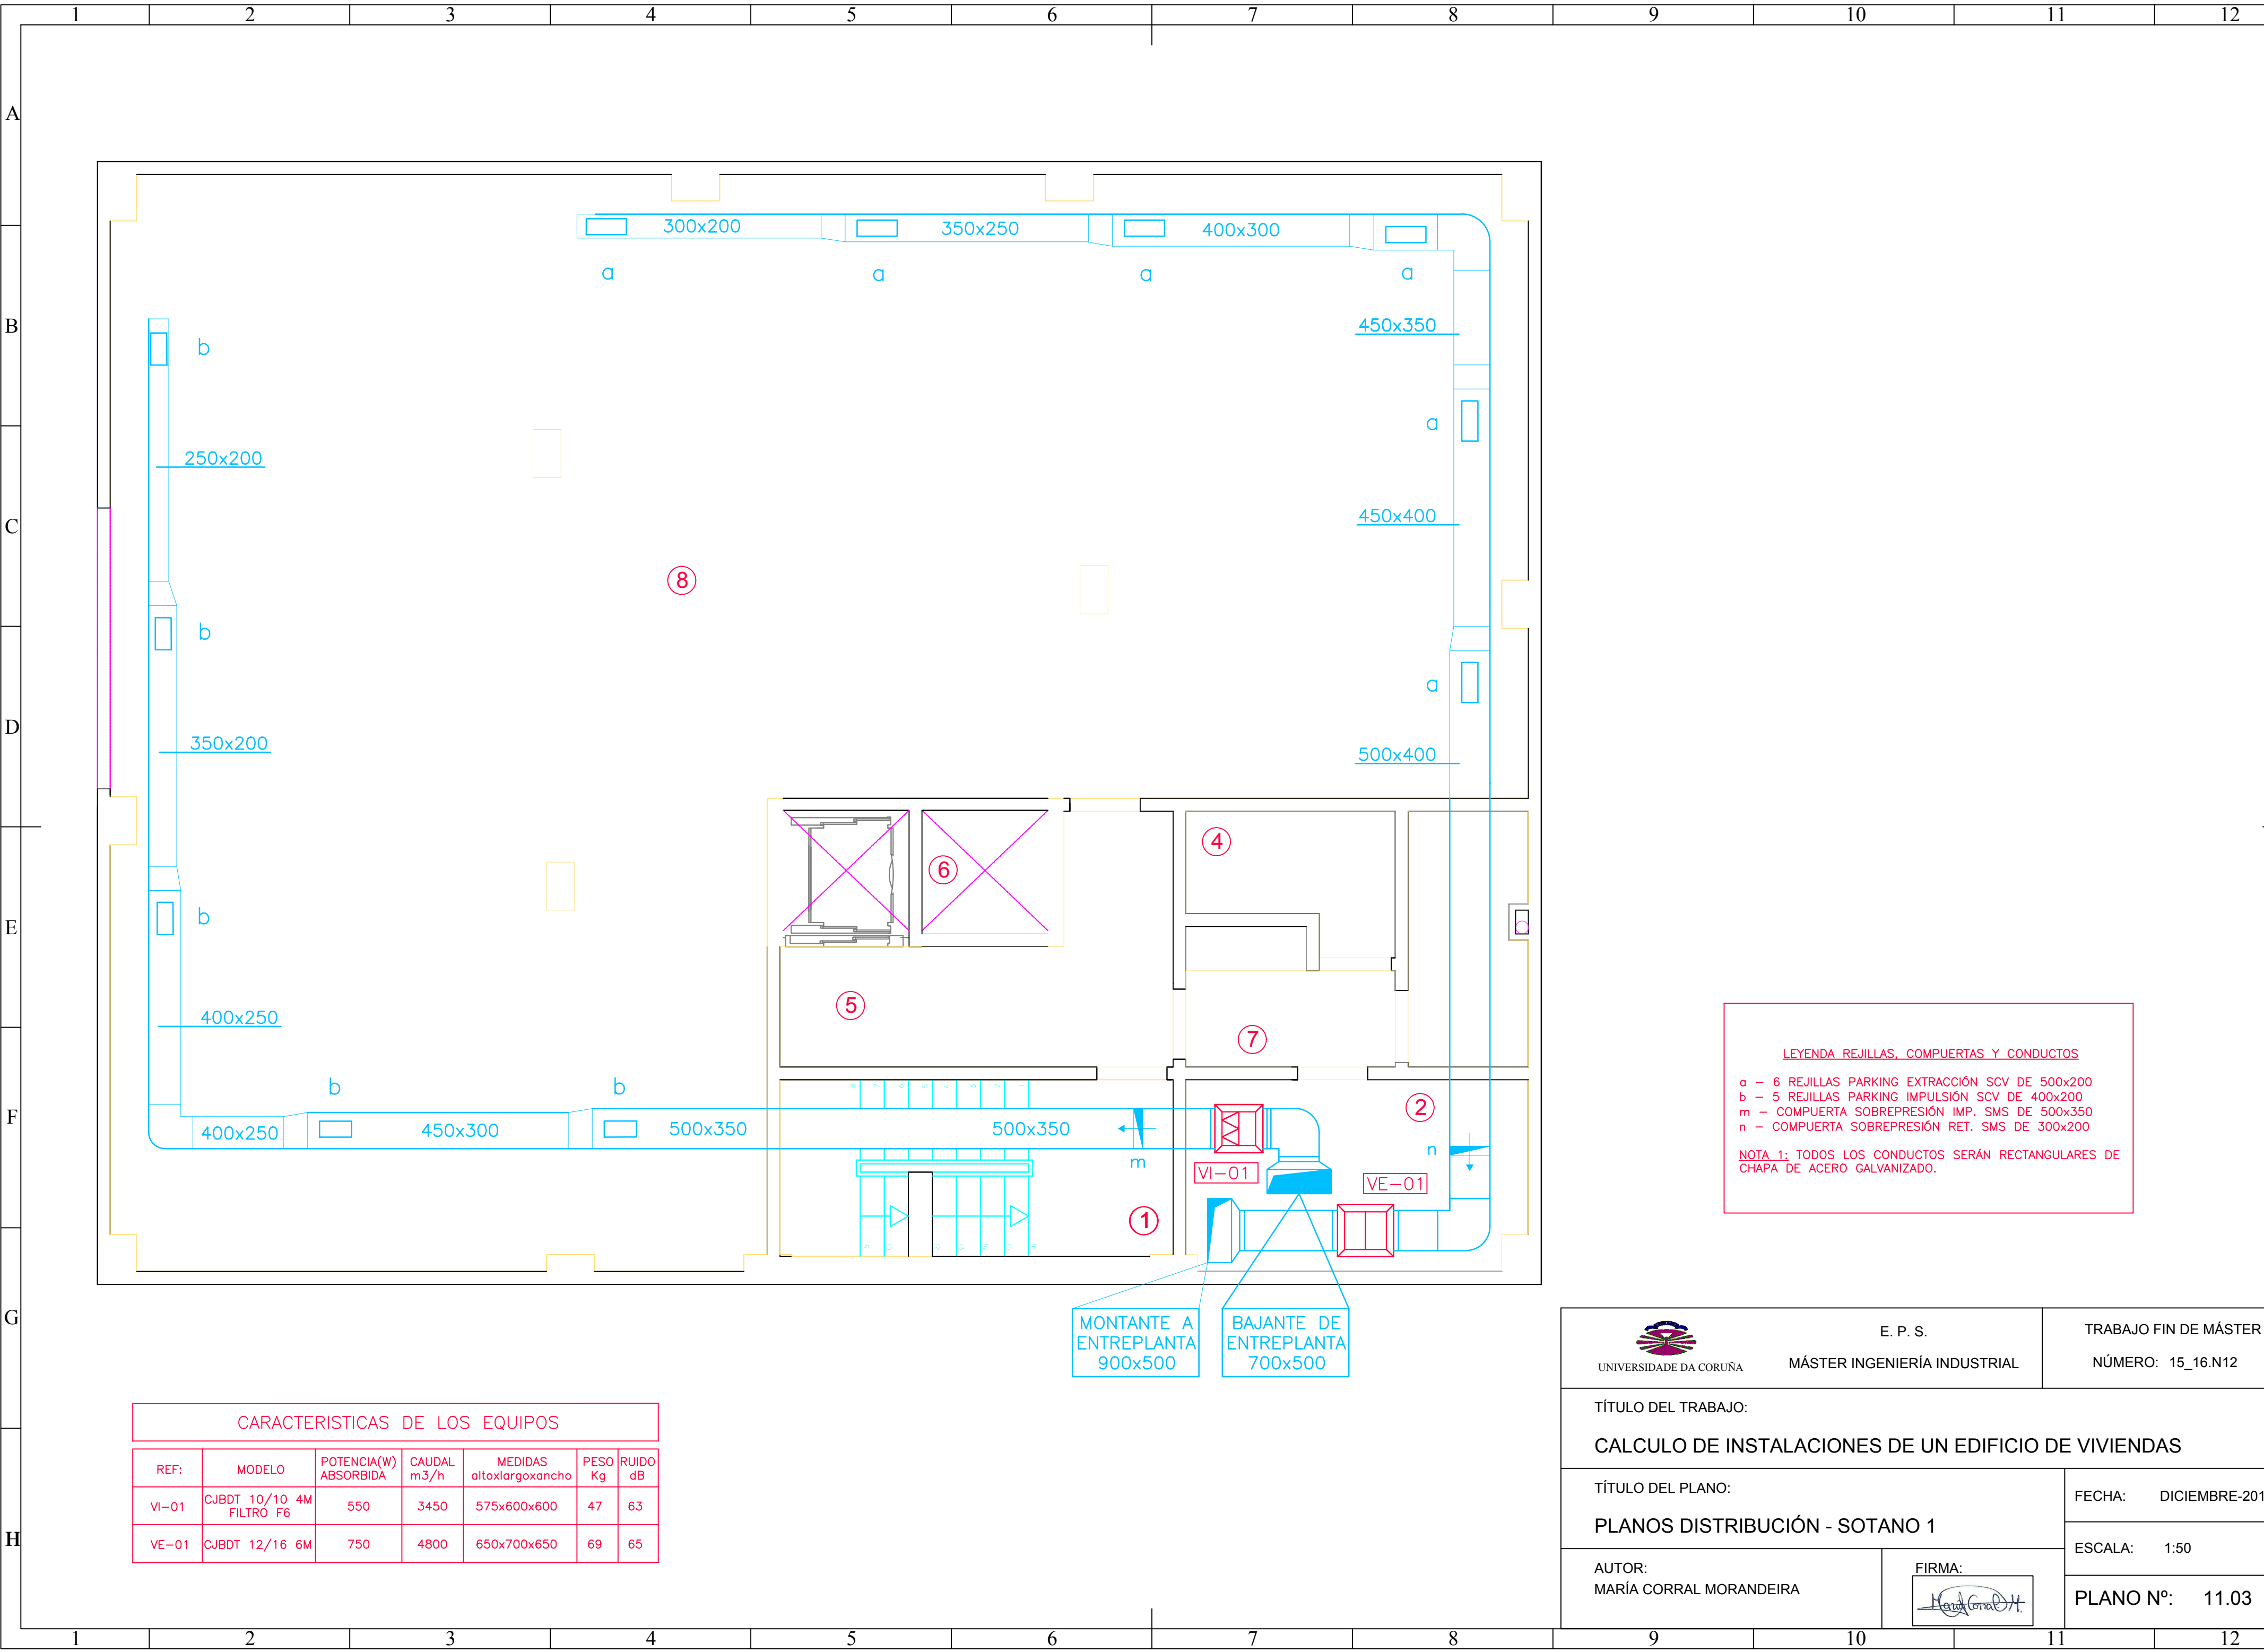 1 2 3 4 5 6 7 8 9 10 11 12
A
B
C
D
E
F
G
H
300x200
350x250
400x300
a
a
a
a
450x350
b
a
250x200
450x400
8
b
a
350x200
500x400
4
6
b
5
400x250
7
b
b
2
400x250
450x300
500x350
500x350
m
n
VI-01
VE-01
1
MONTANTE A
ENTREPLANTA
900x500
BAJANTE DE
ENTREPLANTA
700x500
LEYENDA REJILLAS, COMPUERTAS Y CONDUCTOS
a - 6 REJILLAS PARKING EXTRACCIÓN SCV DE 500x200
b - 5 REJILLAS PARKING IMPULSIÓN SCV DE 400x200
m - COMPUERTA SOBREPRESIÓN IMP. SMS DE 500x350
n - COMPUERTA SOBREPRESIÓN RET. SMS DE 300x200
NOTA 1: TODOS LOS CONDUCTOS SERÁN RECTANGULARES DE
CHAPA DE ACERO GALVANIZADO.
CARACTERISTICAS DE LOS EQUIPOS
REF: MODELO POTENCIA(W) ABSORBIDA CAUDAL m3/h MEDIDAS altoxlargoxancho PESO Kg RUIDO dB
VI-01 CJBDT 10/10 4M FILTRO F6 550 3450 575x600x600 47 63
VE-01 CJBDT 12/16 6M 750 4800 650x700x650 69 65
UNIVERSIDADE DA CORUÑA
E. P. S.
MÁSTER INGENIERÍA INDUSTRIAL
TRABAJO FIN DE MÁSTER
NÚMERO: 15_16.N12
TÍTULO DEL TRABAJO:
CALCULO DE INSTALACIONES DE UN EDIFICIO DE VIVIENDAS
TÍTULO DEL PLANO:
PLANOS DISTRIBUCIÓN - SOTANO 1
FECHA: DICIEMBRE-201
ESCALA: 1:50
AUTOR:
MARÍA CORRAL MORANDEIRA
FIRMA:
María Corral M.
PLANO Nº: 11.03
1 2 3 4 5 6 7 8 9 10 11 12